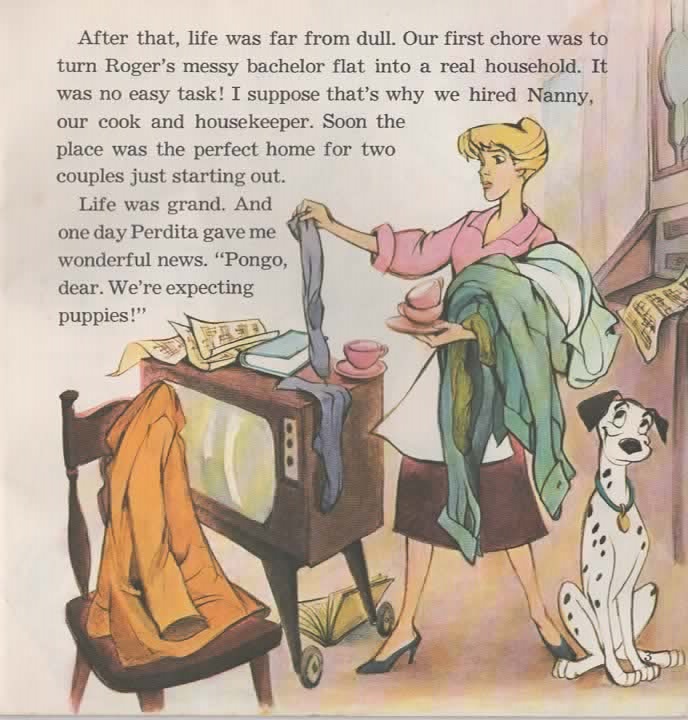 After that, life was far from dull. Our first chore was to
turn Roger's messy bachelor flat into a real household. It
was no easy task! I suppose that's why we hired Nanny,
our cook and housekeeper. Soon the
place was the perfect home for two
couples just starting out.
Life was grand. And
one day Perdita gave me
wonderful news. “Pongo,
dear. We're expecting
puppies!”